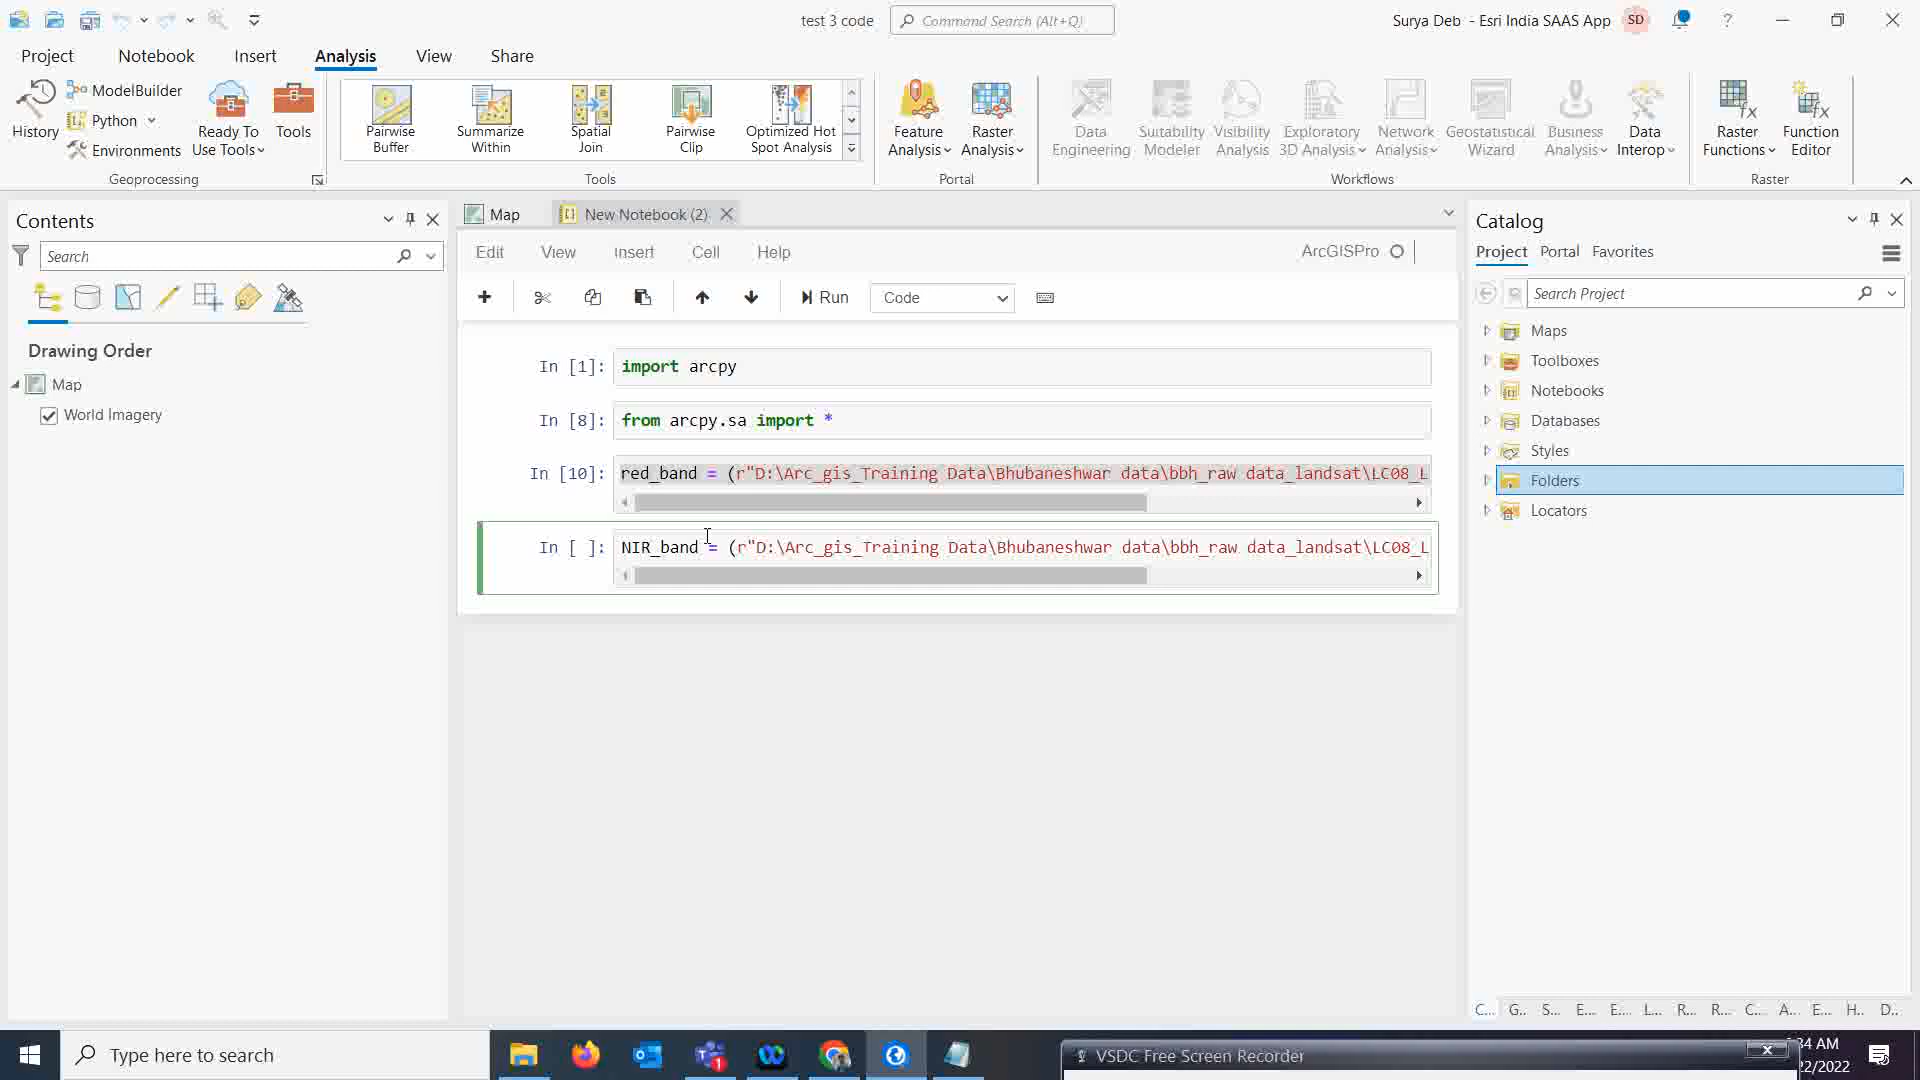 test 3 code
Command Search (Alt+Q)
Surya Deb - Esri India SAAS App
SD
?
Project
Notebook
Insert
Analysis
View
Share
History
ModelBuilder
Python
Environments
Ready To
Use Tools
Tools
Geoprocessing
Pairwise
Buffer
Summarize
Within
Spatial
Join
Pairwise
Clip
Optimized Hot
Spot Analysis
Tools
Feature
Analysis
Raster
Analysis
Portal
Data
Engineering
Suitability
Modeler
Visibility
Analysis
Exploratory
3D Analysis
Network
Analysis
Geostatistical
Wizard
Business
Analysis
Data
Interop
Workflows
Raster
Functions
Function
Editor
Raster
Contents
Search
Drawing Order
Map
World Imagery
Map
New Notebook (2)
Edit
View
Insert
Cell
Help
ArcGISPro
Run
Code
In [1]: import arcpy
In [8]: from arcpy.sa import *
In [10]: red_band = (r"D:\Arc_gis_Training Data\Bhubaneshwar data\bbh_raw data_landsat\LC08_L
In [ ]: NIR_band = (r"D:\Arc_gis_Training Data\Bhubaneshwar data\bbh_raw data_landsat\LC08_L
Catalog
Project
Portal
Favorites
Search Project
Maps
Toolboxes
Notebooks
Databases
Styles
Folders
Locators
C... G.. S... E... E... L... R... R... C... A... E... H.. D..
Type here to search
VSDC Free Screen Recorder
:34 AM
22/2022